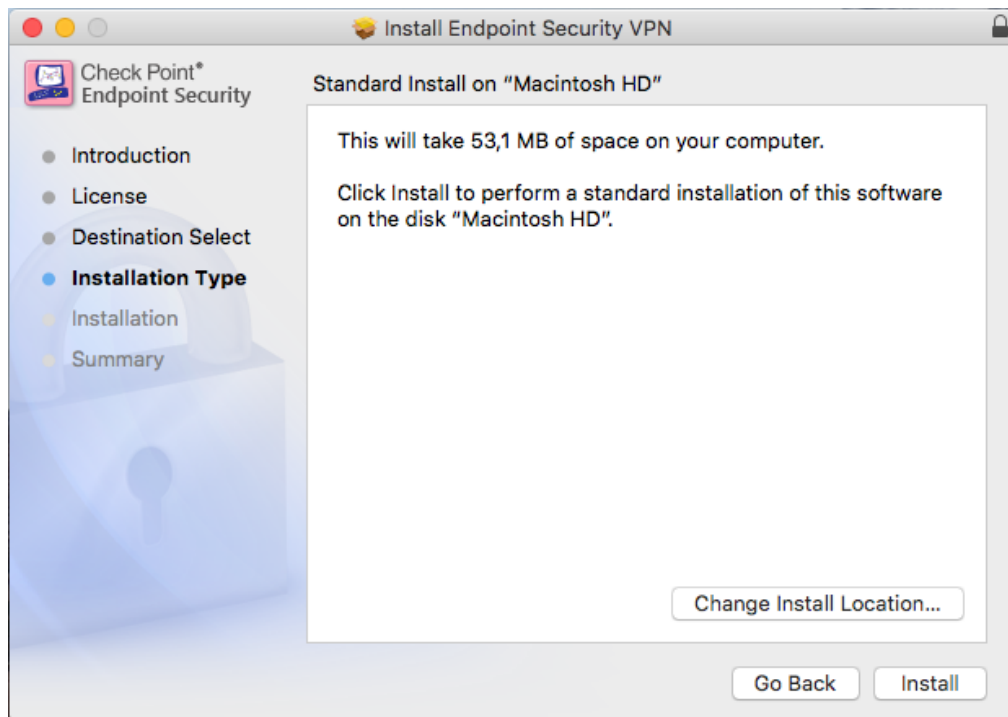 Install Endpoint Security VPN
Check Point®
Endpoint Security
Introduction
License
Destination Select
Installation Type
Installation
Summary
Standard Install on “Macintosh HD”
This will take 53,1 MB of space on your computer.
Click Install to perform a standard installation of this software
on the disk “Macintosh HD”.
Change Install Location...
Go Back
Install